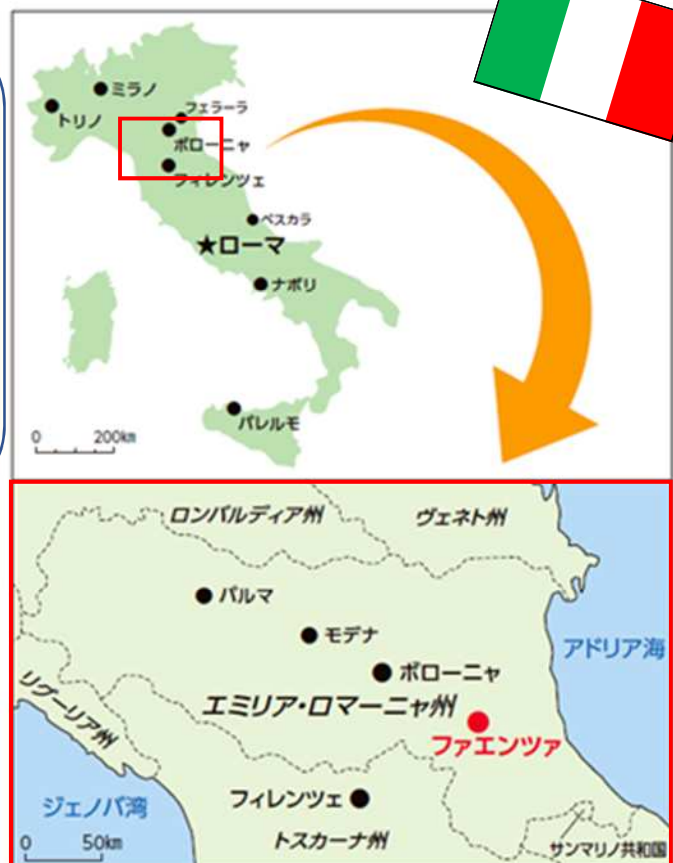 ミラノ
トリノ
フェラーラ
ボローニャ
フィレンツェ
ペスカラ
★ローマ
ナポリ
パレルモ
0 200km
ロンバルディア州
ヴェネト州
パルマ
モデナ
アドリア海
ボローニャ
リグーリア州
エミリア・ロマーニャ州
ファエンツァ
ジェノバ湾
フィレンツェ
トスカーナ州
サンマリノ共和国
0 50km